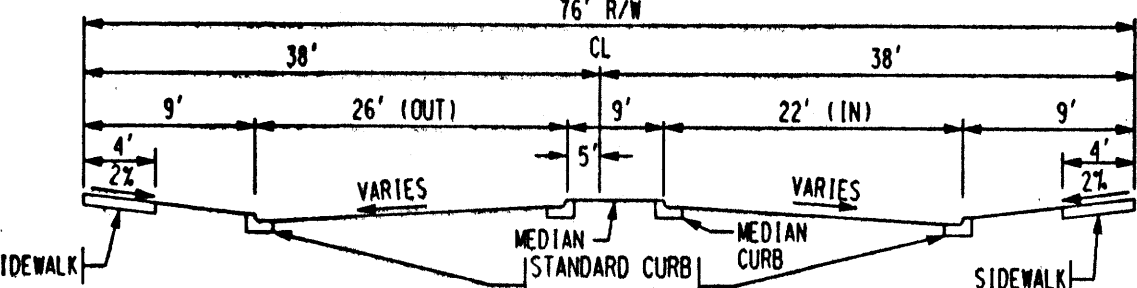 76' R/W
CL
38' 38'
9' 26' (OUT) 9' 22' (IN) 9'
4' 5' 4'
2% VARIES VARIES 2%
MEDIAN MEDIAN CURB
IDEWALK STANDARD CURB SIDEWALK